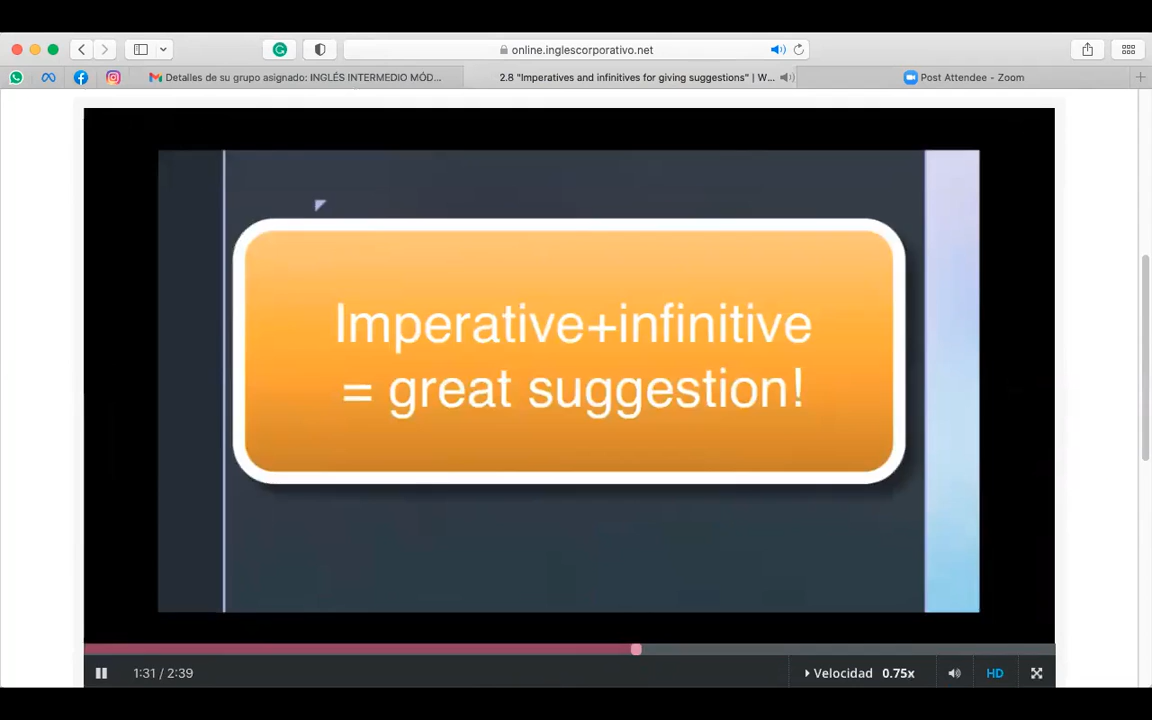 online.inglescorporativo.net
Detalles de su grupo asignado: INGLÉS INTERMEDIO MÓD...
2.8 "Imperatives and infinitives for giving suggestions" | W...
Post Attendee - Zoom
Imperative+infinitive
= great suggestion!
1:31 / 2:39
Velocidad 0.75x
HD